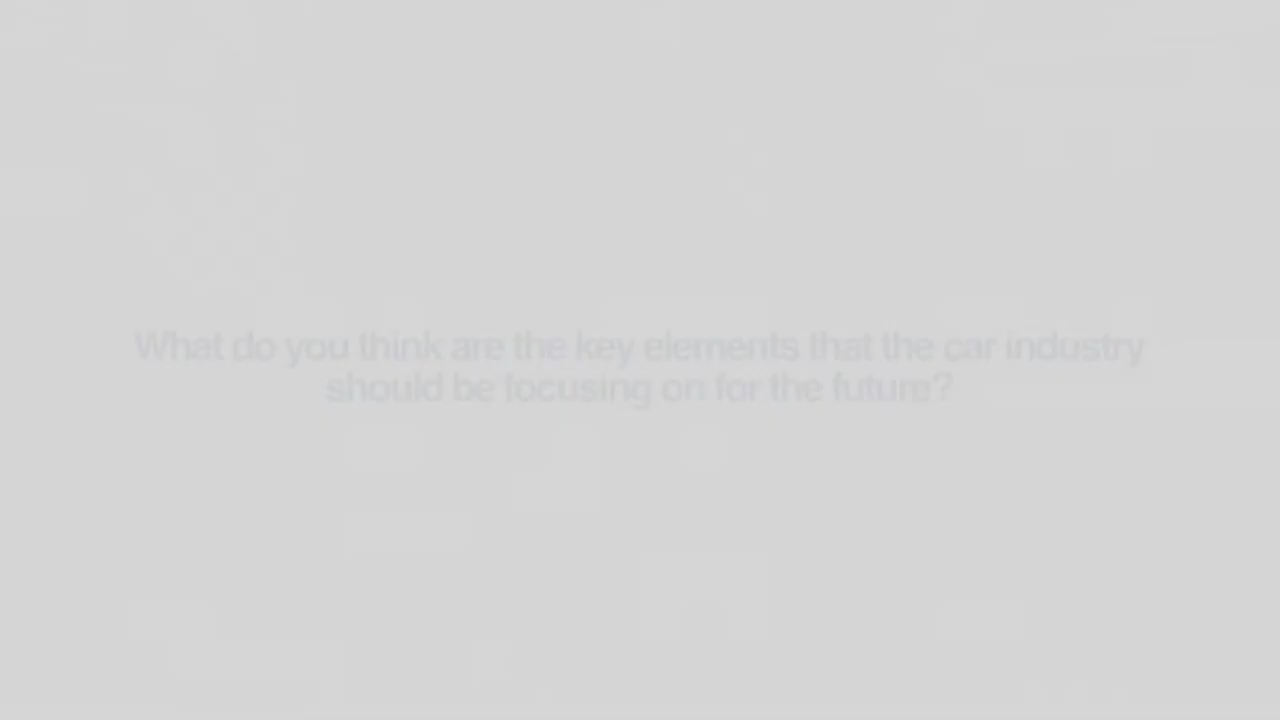 What do you think are the key elements that the car industry
should be focusing on for the future?